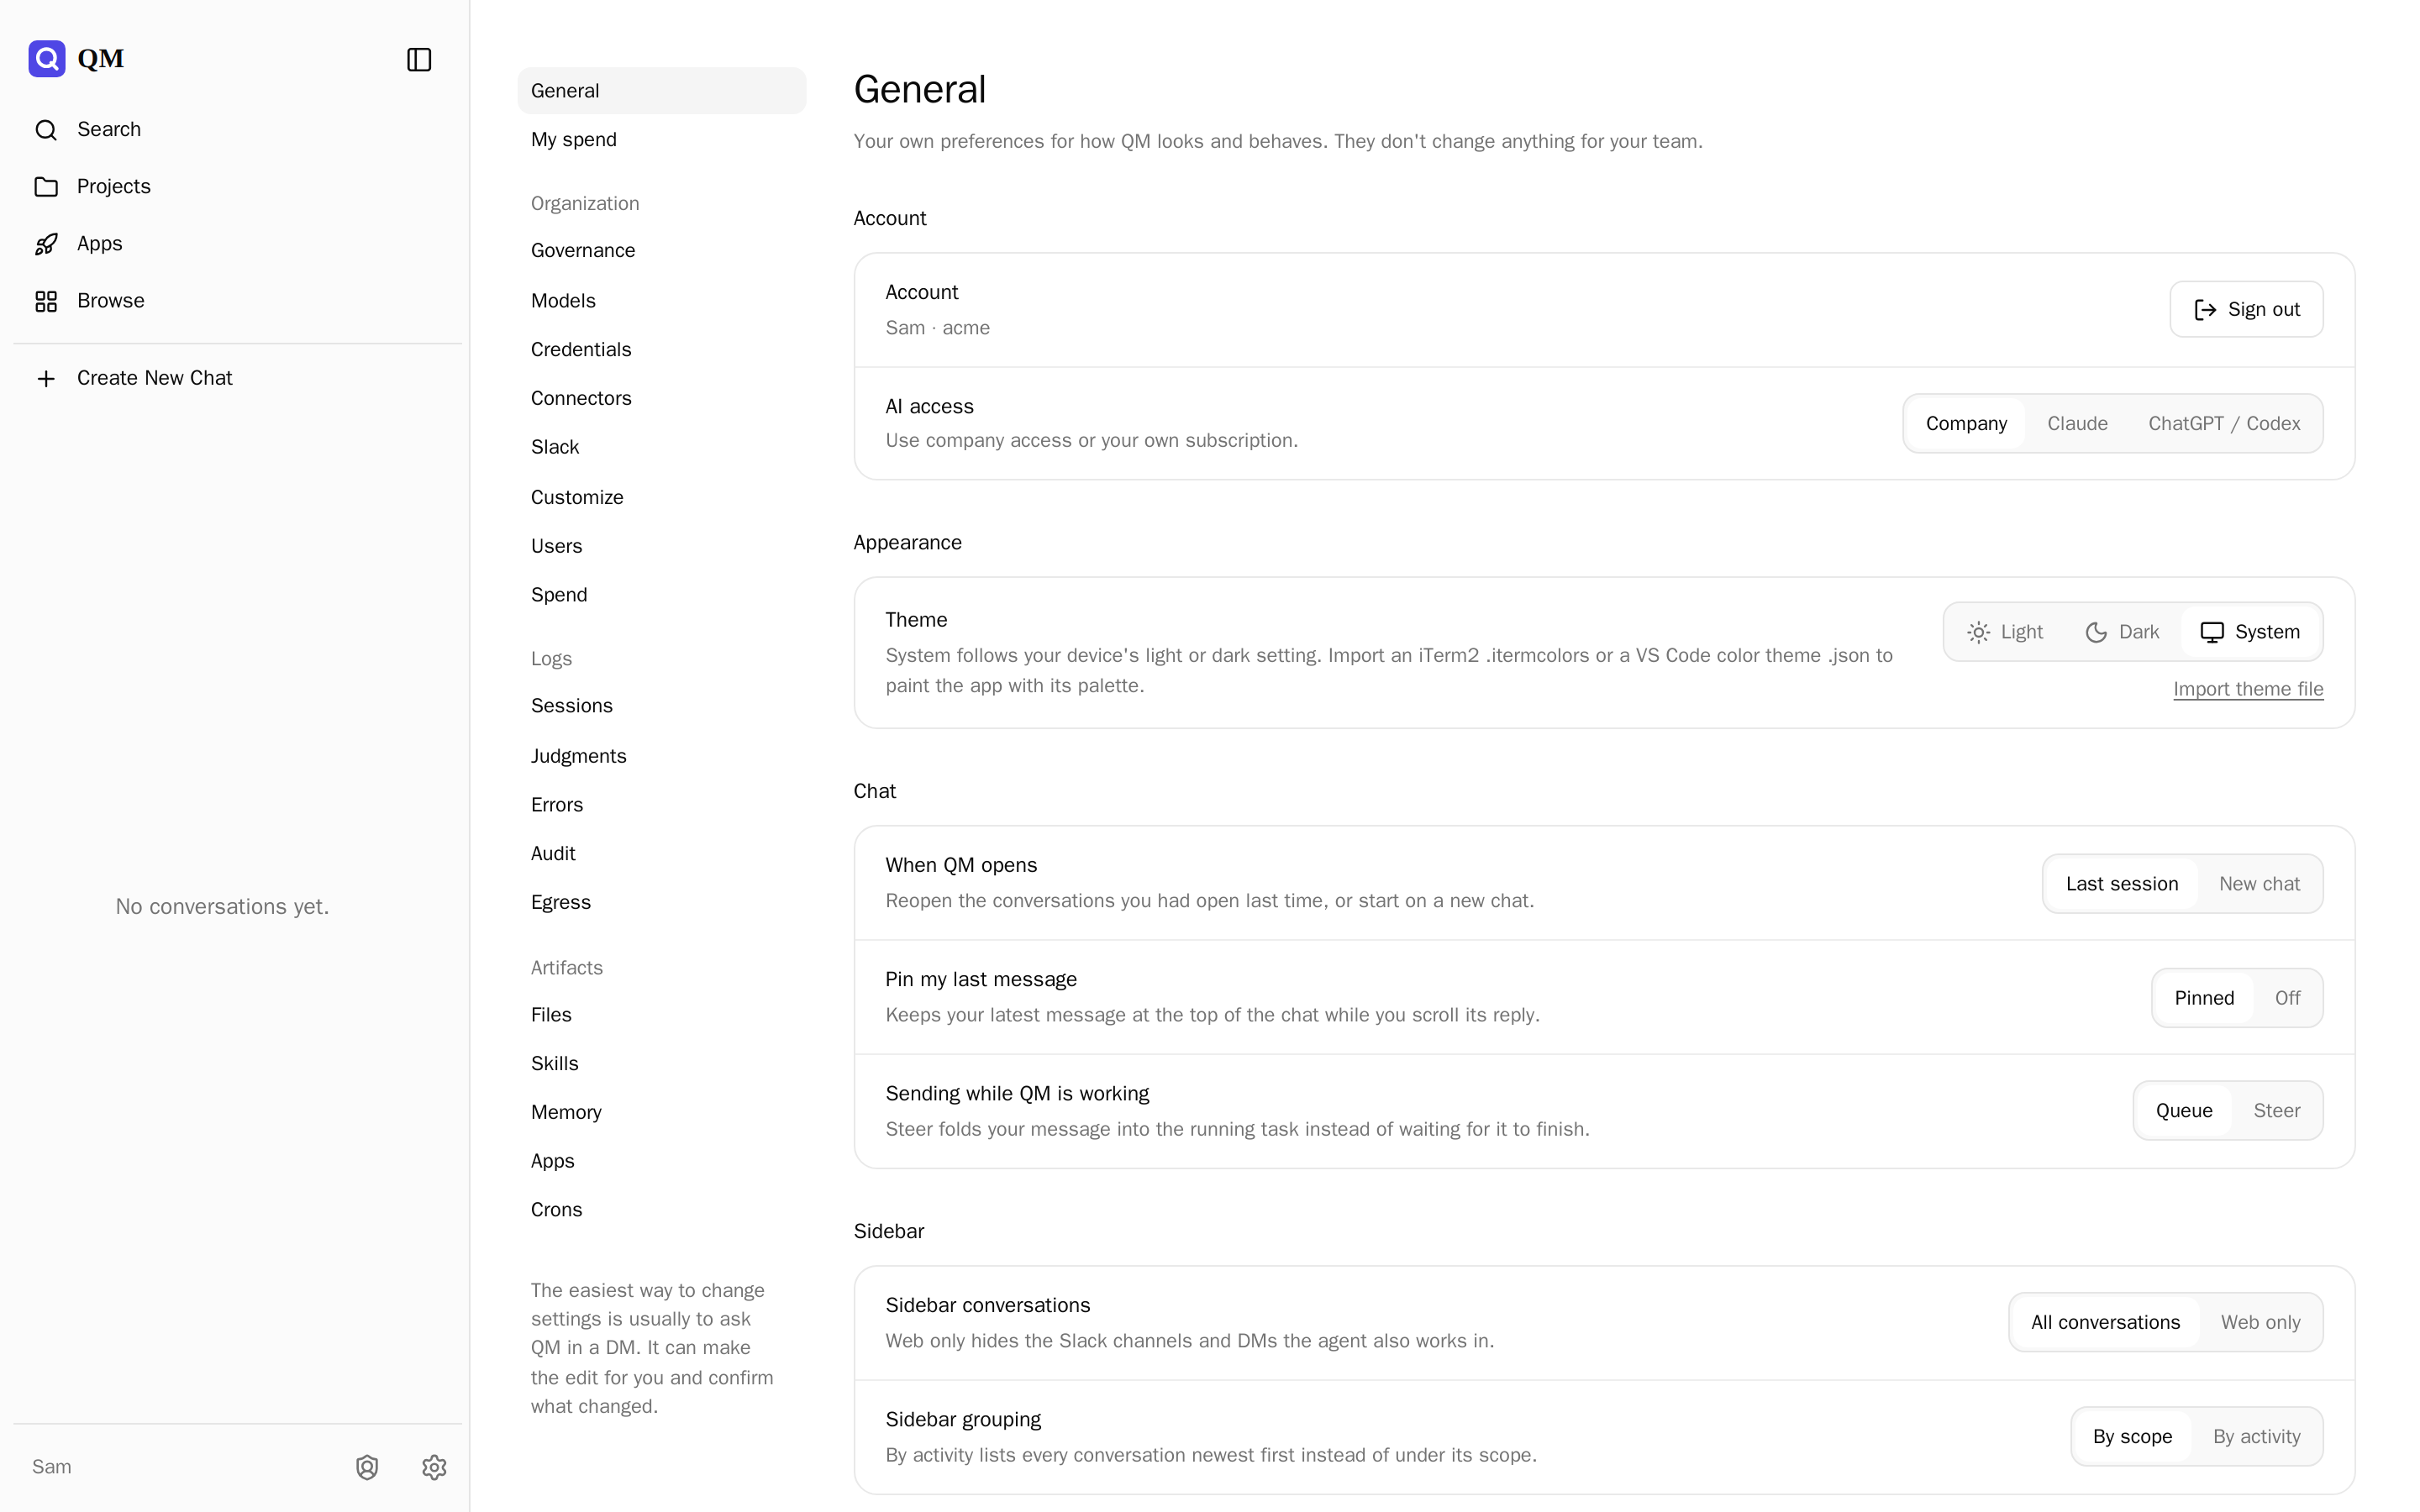 QM
Search
Projects
Apps
Browse
Create New Chat
No conversations yet.
Sam
General
My spend
Organization
Governance
Models
Credentials
Connectors
Slack
Customize
Users
Spend
Logs
Sessions
Judgments
Errors
Audit
Egress
Artifacts
Files
Skills
Memory
Apps
Crons
The easiest way to change
settings is usually to ask
QM in a DM. It can make
the edit for you and confirm
what changed.
General
Your own preferences for how QM looks and behaves. They don't change anything for your team.
Account
Account
Sam · acme
Sign out
AI access
Use company access or your own subscription.
Company Claude ChatGPT / Codex
Appearance
Theme
System follows your device's light or dark setting. Import an iTerm2 .itermcolors or a VS Code color theme .json to
paint the app with its palette.
Light Dark System
Import theme file
Chat
When QM opens
Reopen the conversations you had open last time, or start on a new chat.
Last session New chat
Pin my last message
Keeps your latest message at the top of the chat while you scroll its reply.
Pinned Off
Sending while QM is working
Steer folds your message into the running task instead of waiting for it to finish.
Queue Steer
Sidebar
Sidebar conversations
Web only hides the Slack channels and DMs the agent also works in.
All conversations Web only
Sidebar grouping
By activity lists every conversation newest first instead of under its scope.
By scope By activity